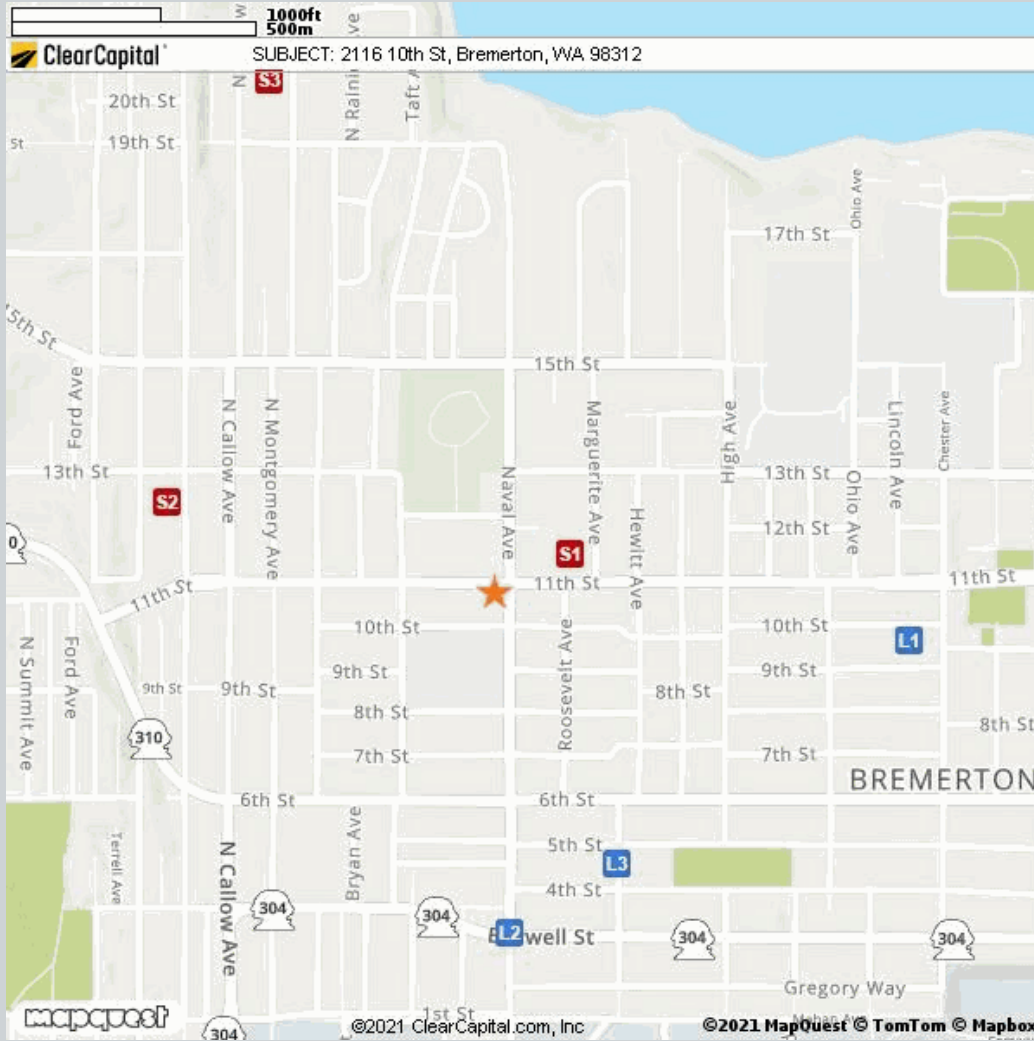 1000ft
500m
ClearCapital
SUBJECT: 2116 10th St, Bremerton, WA 98312
N
N Raini
ve
Taft A
S3
20th St
St
19th St
Ohio Ave
17th St
15th St
15th St
Ford Ave
N Callow Ave
N Montgomery Ave
Marguerite Ave
High Ave
Lincoln Ave
Chester Ave
13th St
Naval Ave
13th St
Ohio Ave
S2
Hewitt Ave
12th St
0
S1
11th St
11th St
11th St
10th St
Roosevelt Ave
10th St
L1
N Summit Ave
Ford Ave
9th St
9th St
9th St
9th St
8th St
8th St
8th St
310
7th St
7th St
BREMERTON
6th St
6th St
Terrell Ave
N Callow Ave
Bryan Ave
5th St
L3
4th St
304
304
L2
well St
304
304
Gregory Way
mapquest
304
1st St
©2021 ClearCapital.com, Inc
©2021 MapQuest © TomTom © Mapbox